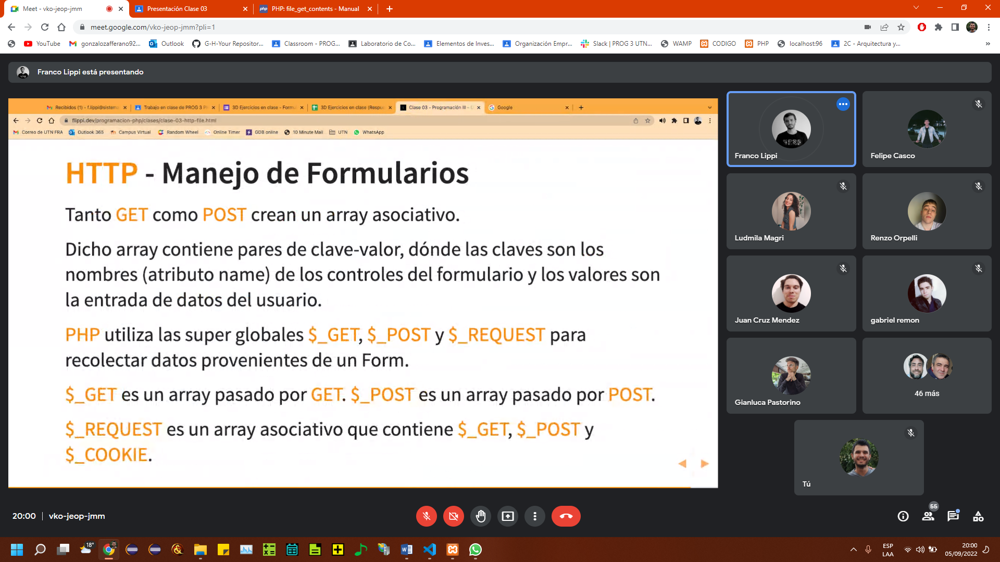 Meet - vko-jeop-jmm
Presentación Clase 03
php PHP: file_get_contents - Manual
meet.google.com/vko-jeop-jmm?pli=1
YouTube
gonzalozafferano92...
Outlook
G-H-Your Repositor...
Classroom - PROG...
Laboratorio de Co...
Elementos de Inves...
Organización Empr...
Slack | PROG 3 UTN...
WAMP
CODIGO
PHP
localhost:96
2C - Arquitectura y...
»
Franco Lippi está presentando
Recibidos (1) - f.lippi@sistema
Trabajo en clase de PROG 3 P
3D Ejercicios en clase - Formu
3D Ejercicios en clase (Respue
Clase 03 - Programación III - U
Google
flippi.dev/programacion-php/clases/clase-03-http-file.html
Correo de UTN FRA
Outlook 365
Campus Virtual
Random Wheel
Online Timer
GDB online
10 Minute Mail
UTN
WhatsApp
HTTP - Manejo de Formularios
Tanto GET como POST crean un array asociativo.
Dicho array contiene pares de clave-valor, dónde las claves son los
nombres (atributo name) de los controles del formulario y los valores son
la entrada de datos del usuario.
PHP utiliza las super globales $_GET, $_POST y $_REQUEST para
recolectar datos provenientes de un Form.
$_GET es un array pasado por GET. $_POST es un array pasado por POST.
$_REQUEST es un array asociativo que contiene $_GET, $_POST y
$_COOKIE.
Franco Lippi
Felipe Casco
Ludmila Magri
Renzo Orpelli
Juan Cruz Mendez
gabriel remon
Gianluca Pastorino
46 más
Tú
20:00 | vko-jeop-jmm
55
18°
ESP
LAA
20:00
05/09/2022